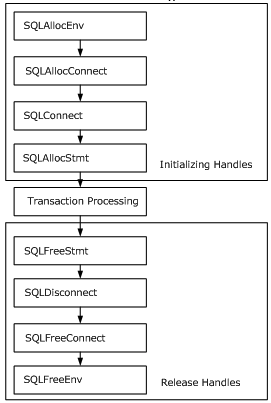 SQLAllocEnv
SQLAllocConnect
SQLConnect
SQLAllocStmt
Initializing Handles
Transaction Processing
SQLFreeStmt
SQLDisconnect
SQLFreeConnect
SQLFreeEnv
Release Handles